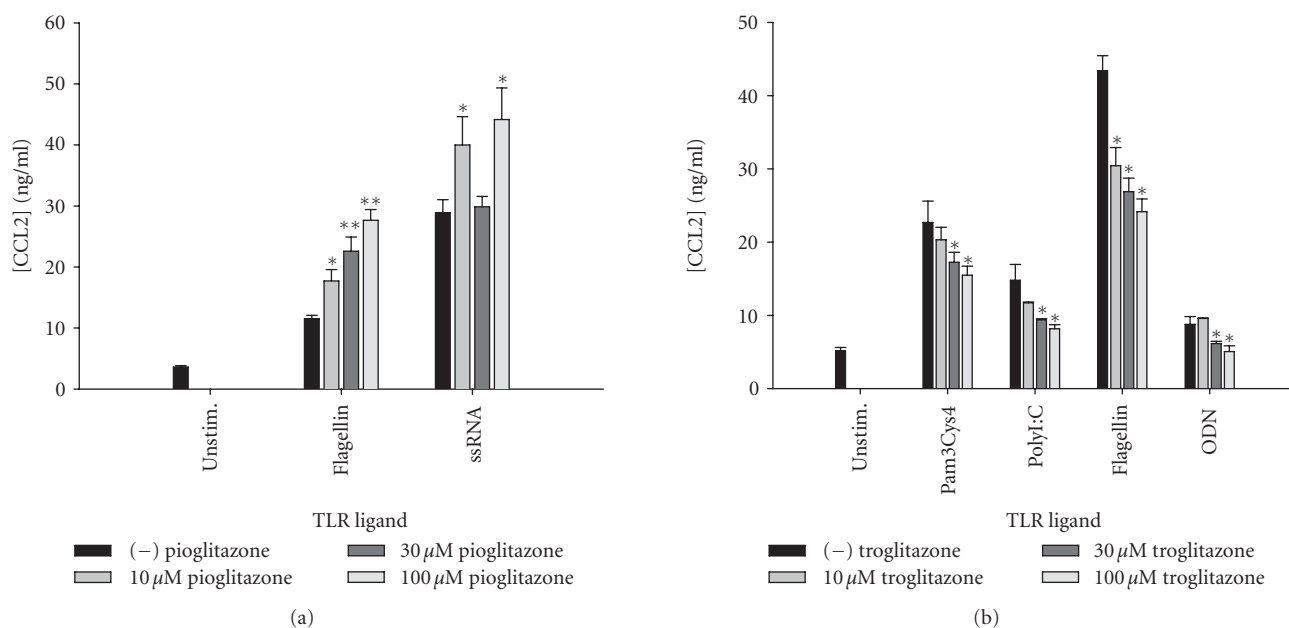 60
50
40
30
20
10
0
[CCL2] (ng/ml)
*
**
**
*
*
Unstim.
Flagellin
ssRNA
TLR ligand
(−) pioglitazone
30 μM pioglitazone
10 μM pioglitazone
100 μM pioglitazone
(a)
50
40
30
20
10
0
[CCL2] (ng/ml)
*
*
*
*
*
*
*
*
*
Unstim.
Pam3Cys4
PolyI:C
Flagellin
ODN
TLR ligand
(−) troglitazone
30 μM troglitazone
10 μM troglitazone
100 μM troglitazone
(b)